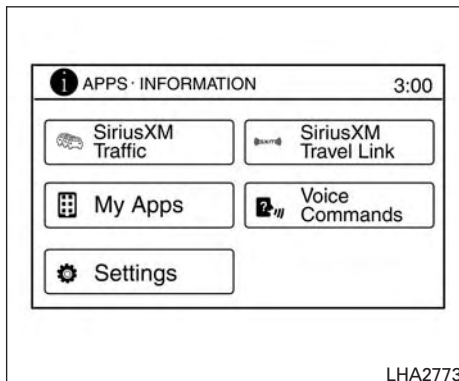 i APPS · INFORMATION 3:00
SiriusXM
Traffic
SiriusXM
Travel Link
My Apps
? Voice
Commands
Settings
LHA2773